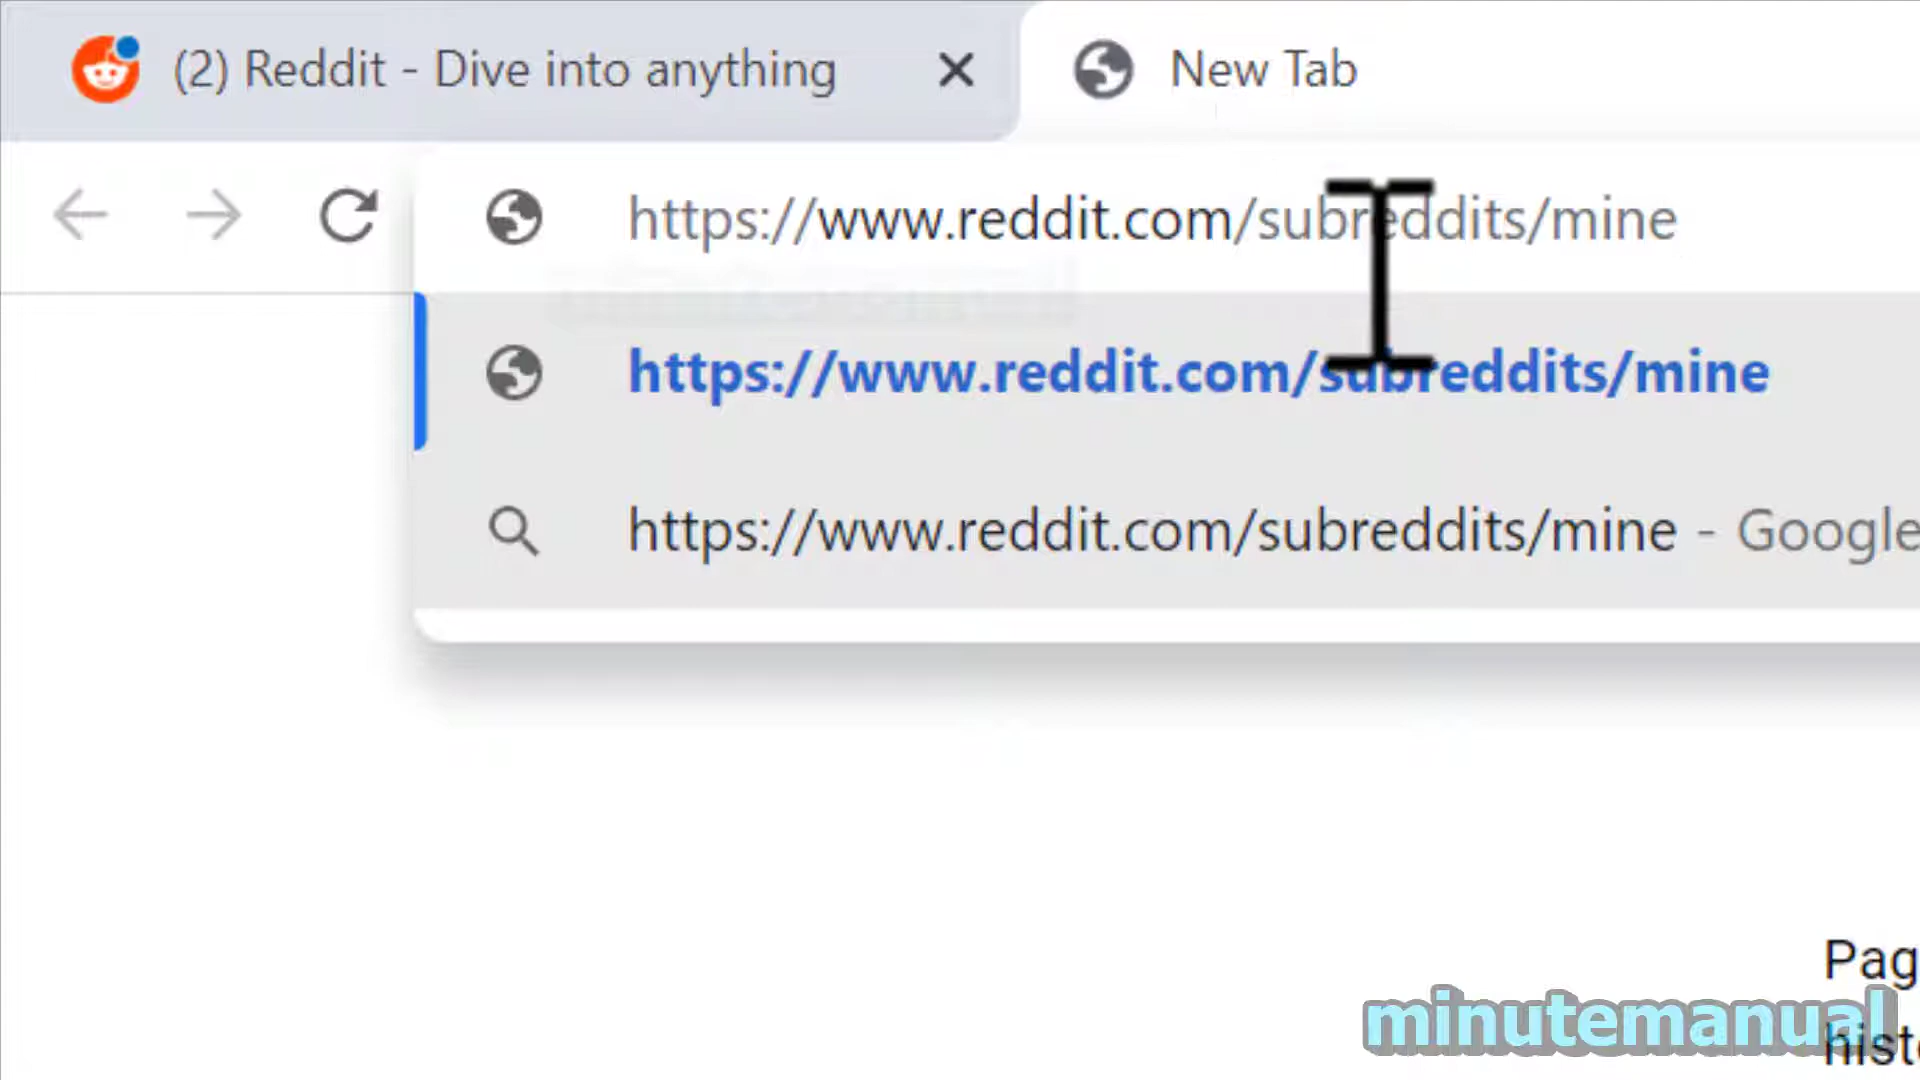 (2) Reddit - Dive into anything
New Tab
https://www.reddit.com/subreddits/mine
https://www.reddit.com/subreddits/mine
https://www.reddit.com/subreddits/mine - Google
Pag
minutemanual
histo